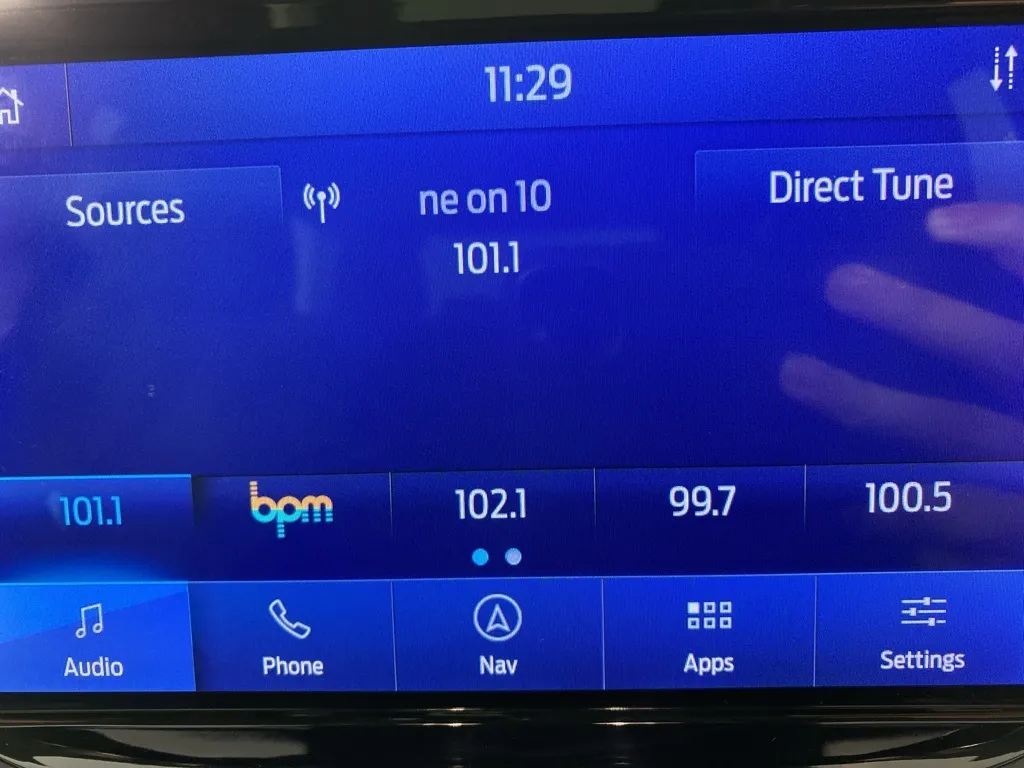 11:29
Sources
ne on 10
Direct Tune
101.1
101.1
bpm
102.1
99.7
100.5
Audio
Phone
Nav
Apps
Settings